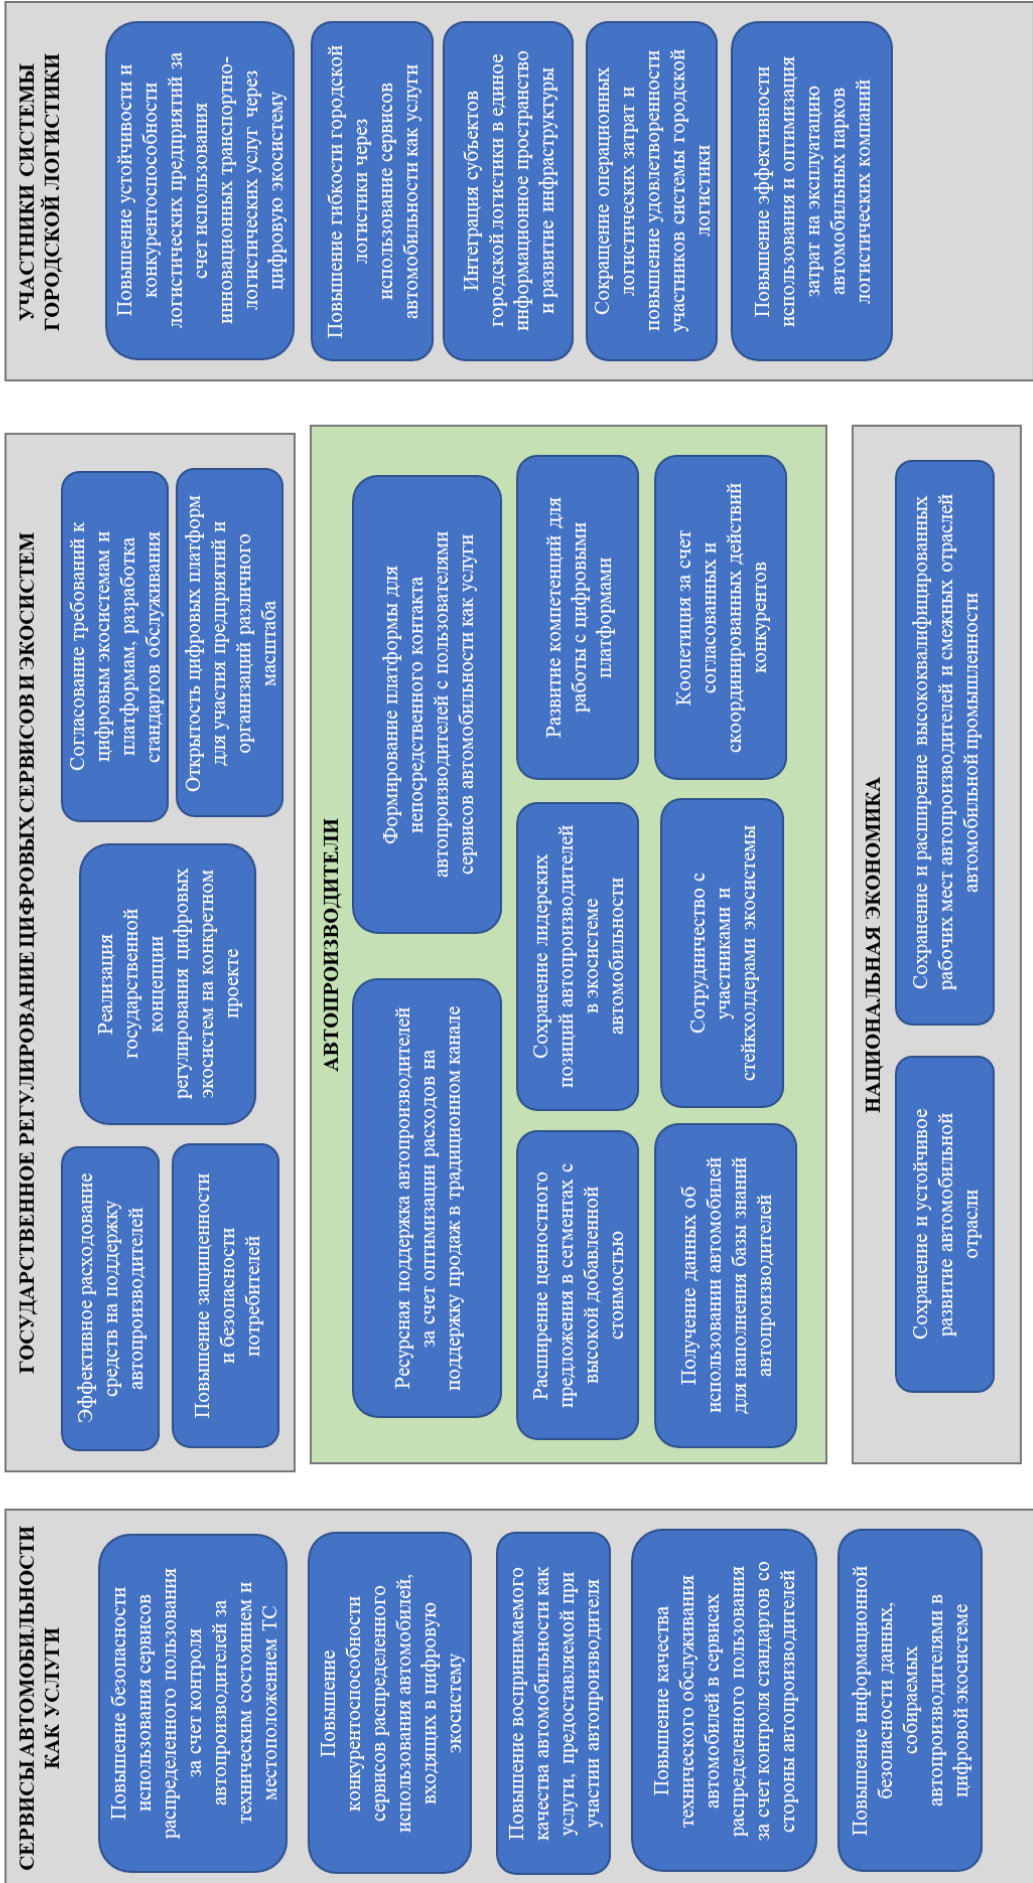 СЕРВИСЫ АВТОМОБИЛЬНОСТИ
КАК УСЛУГИ
Повышение безопасности
использования сервисов
распределенного пользования
за счет контроля
автопроизводителей за
техническим состоянием и
местоположением ТС
Повышение
конкурентоспособности
сервисов распределенного
использования автомобилей,
входящих в цифровую
экосистему
Повышение воспринимаемого
качества автомобильности как
услуги, предоставляемой при
участии автопроизводителя
Повышение качества
технического обслуживания
автомобилей в сервисах
распределенного пользования
за счет контроля стандартов со
стороны автопроизводителей
Повышение информационной
безопасности данных,
собираемых
автопроизводителями в
цифровой экосистеме
ГОСУДАРСТВЕННОЕ РЕГУЛИРОВАНИЕ ЦИФРОВЫХ СЕРВИСОВ И ЭКОСИСТЕМ
Эффективное расходование
средств на поддержку
автопроизводителей
Повышение защищенности
и безопасности
потребителей
Реализация
государственной
концепции
регулирования цифровых
экосистем на конкретном
проекте
Согласование требований к
цифровым экосистемам и
платформам, разработка
стандартов обслуживания
Открытость цифровых платформ
для участия предприятий и
организаций различного
масштаба
АВТОПРОИЗВОДИТЕЛИ
Ресурсная поддержка автопроизводителей
за счет оптимизации расходов на
поддержку продаж в традиционном канале
Формирование платформы для
непосредственного контакта
автопроизводителей с пользователями
сервисов автомобильности как услуги
Расширение ценностного
предложения в сегментах с
высокой добавленной
стоимостью
Сохранение лидерских
позиций автопроизводителей
в экосистеме
автомобильности
Развитие компетенций для
работы с цифровыми
платформами
Получение данных об
использовании автомобилей
для наполнения базы знаний
автопроизводителей
Сотрудничество с
участниками и
стейкхолдерами экосистемы
Коопетиция за счет
согласованных и
скоординированных действий
конкурентов
НАЦИОНАЛЬНАЯ ЭКОНОМИКА
Сохранение и устойчивое
развитие автомобильной
отрасли
Сохранение и расширение высококвалифицированных
рабочих мест автопроизводителей и смежных отраслей
автомобильной промышленности
УЧАСТНИКИ СИСТЕМЫ
ГОРОДСКОЙ ЛОГИСТИКИ
Повышение устойчивости и
конкурентоспособности
логистических предприятий за
счет использования
инновационных транспортно-
логистических услуг через
цифровую экосистему
Повышение гибкости городской
логистики через
использование сервисов
автомобильности как услуги
Интеграция субъектов
городской логистики в единое
информационное пространство
и развитие инфраструктуры
Сокращение операционных
логистических затрат и
повышение удовлетворенности
участников системы городской
логистики
Повышение эффективности
использования и оптимизация
затрат на эксплуатацию
автомобильных парков
логистических компаний